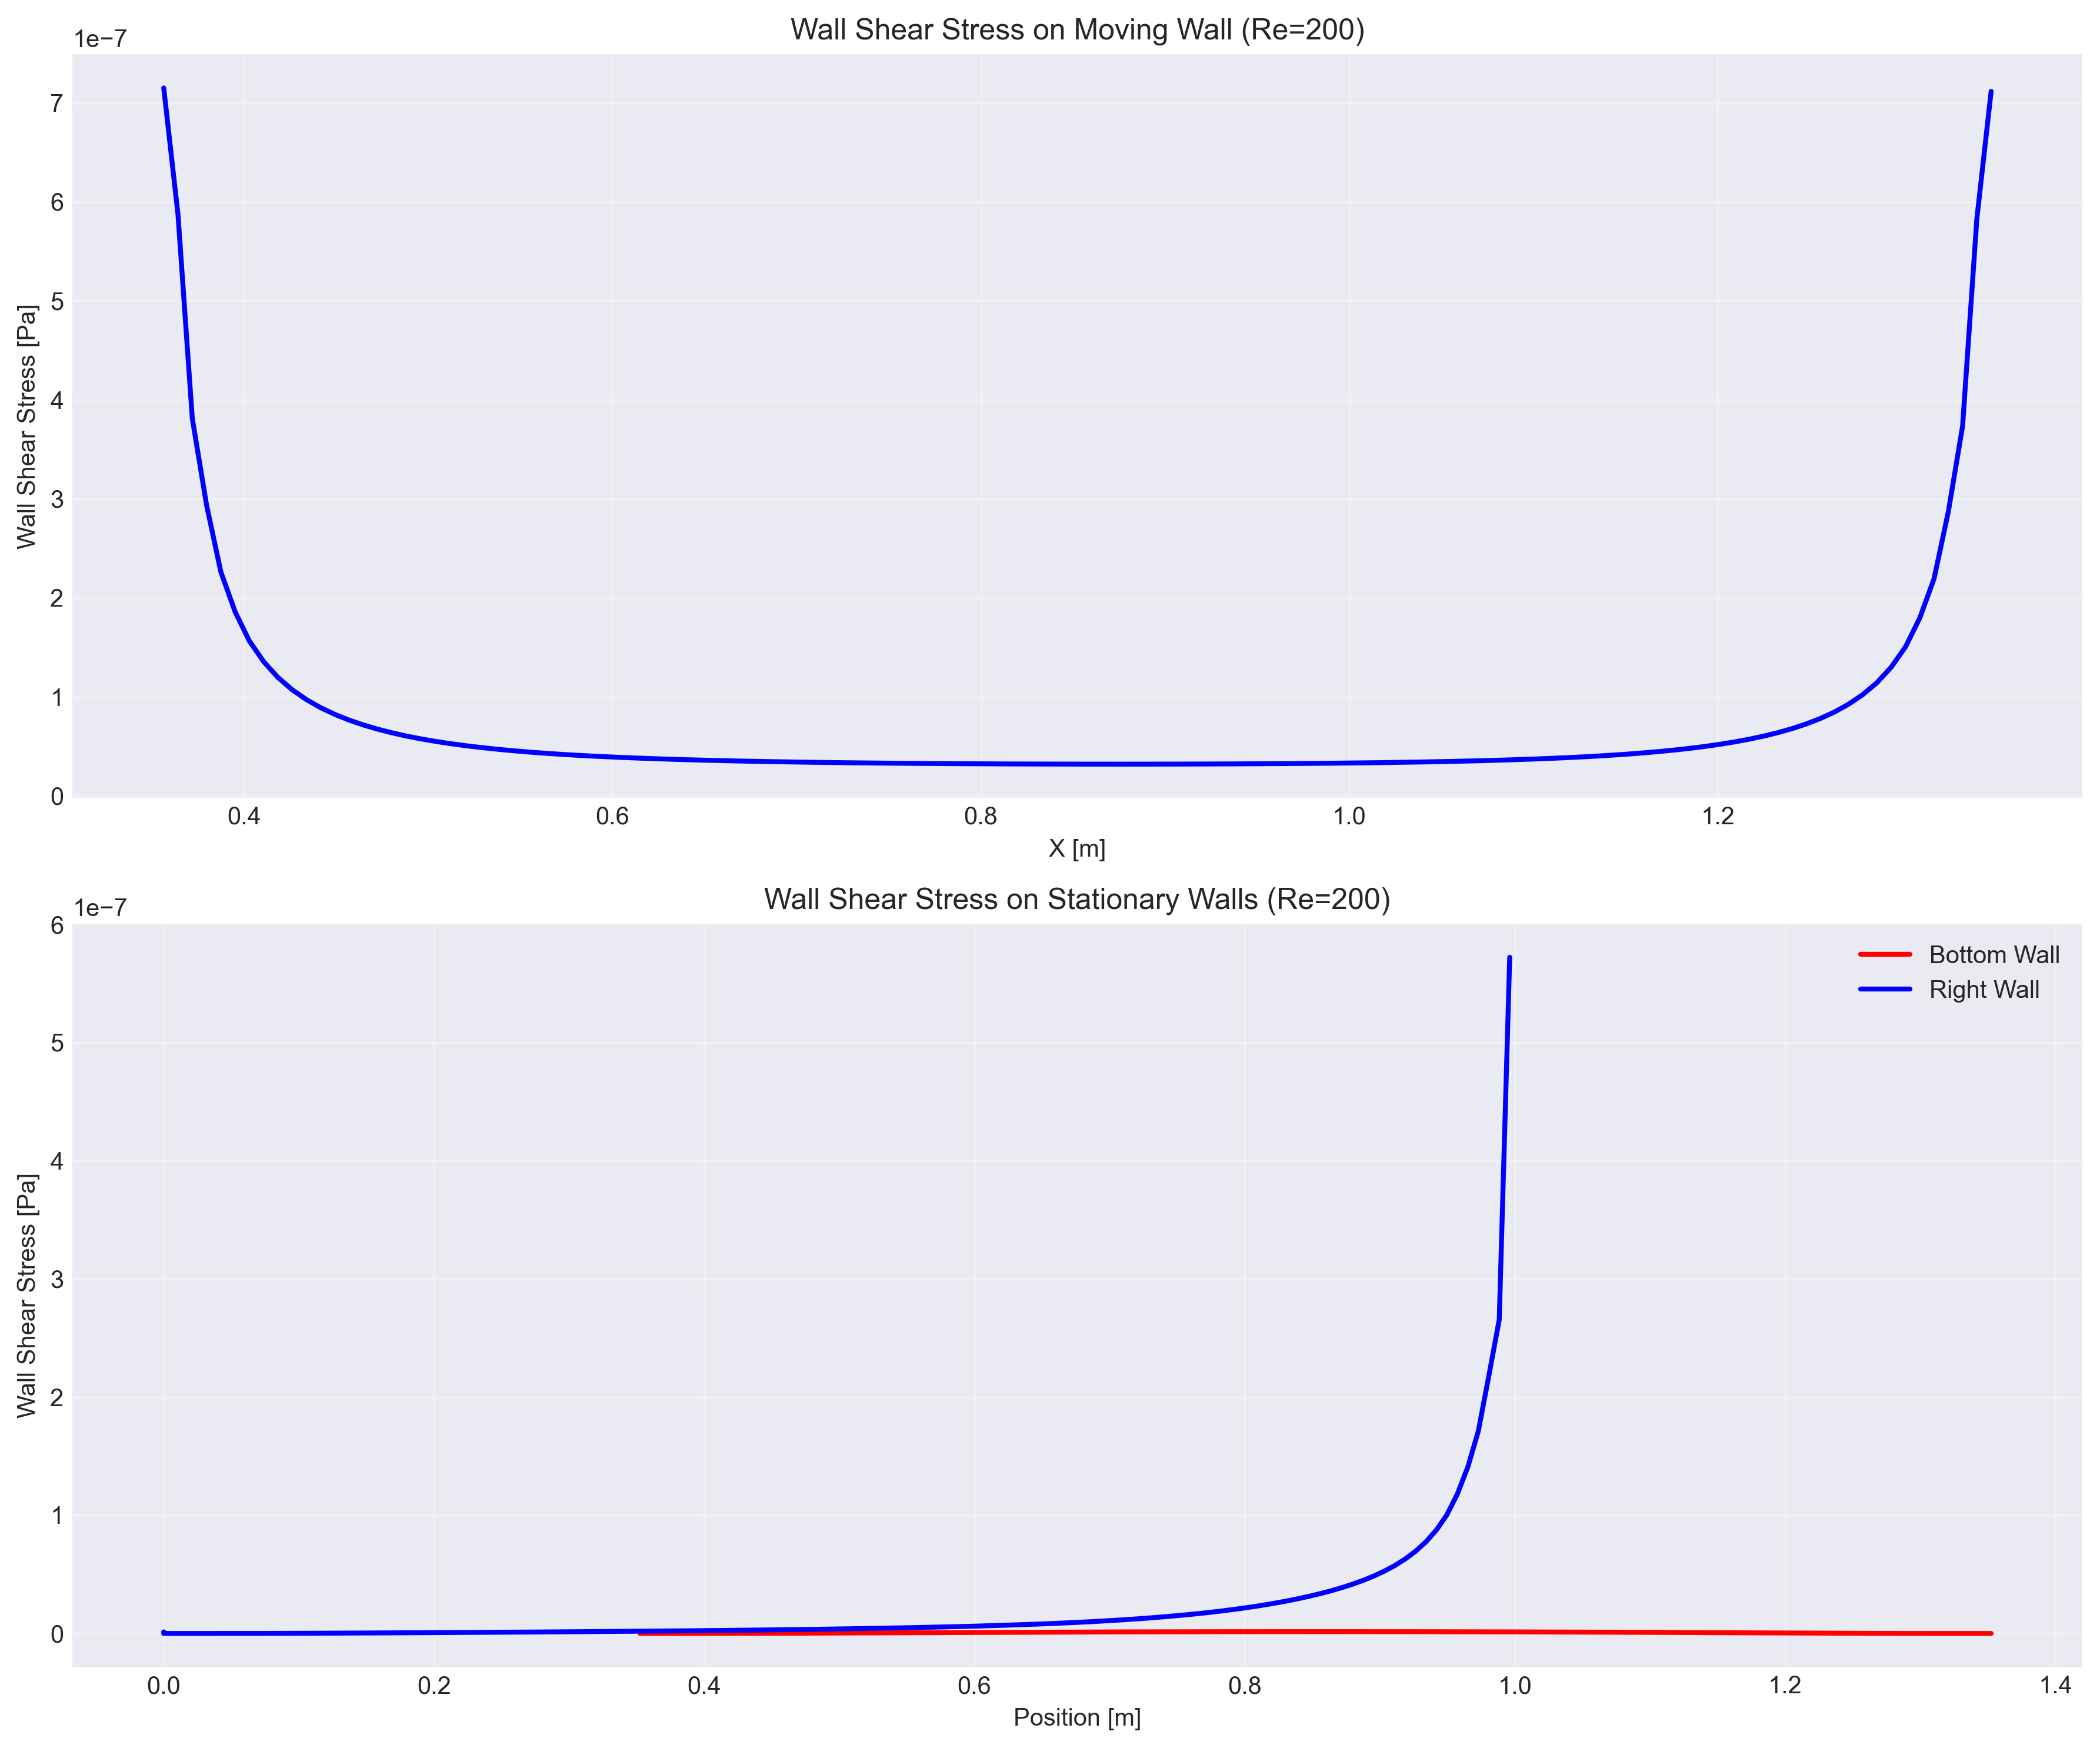 Wall Shear Stress on Moving Wall (Re=200)
1e−7
7
6
5
4
3
2
1
0
Wall Shear Stress [Pa]
0.4 0.6 0.8 1.0 1.2
X [m]
Wall Shear Stress on Stationary Walls (Re=200)
1e−7
6
5
4
3
2
1
0
Wall Shear Stress [Pa]
Bottom Wall
Right Wall
0.0 0.2 0.4 0.6 0.8 1.0 1.2 1.4
Position [m]